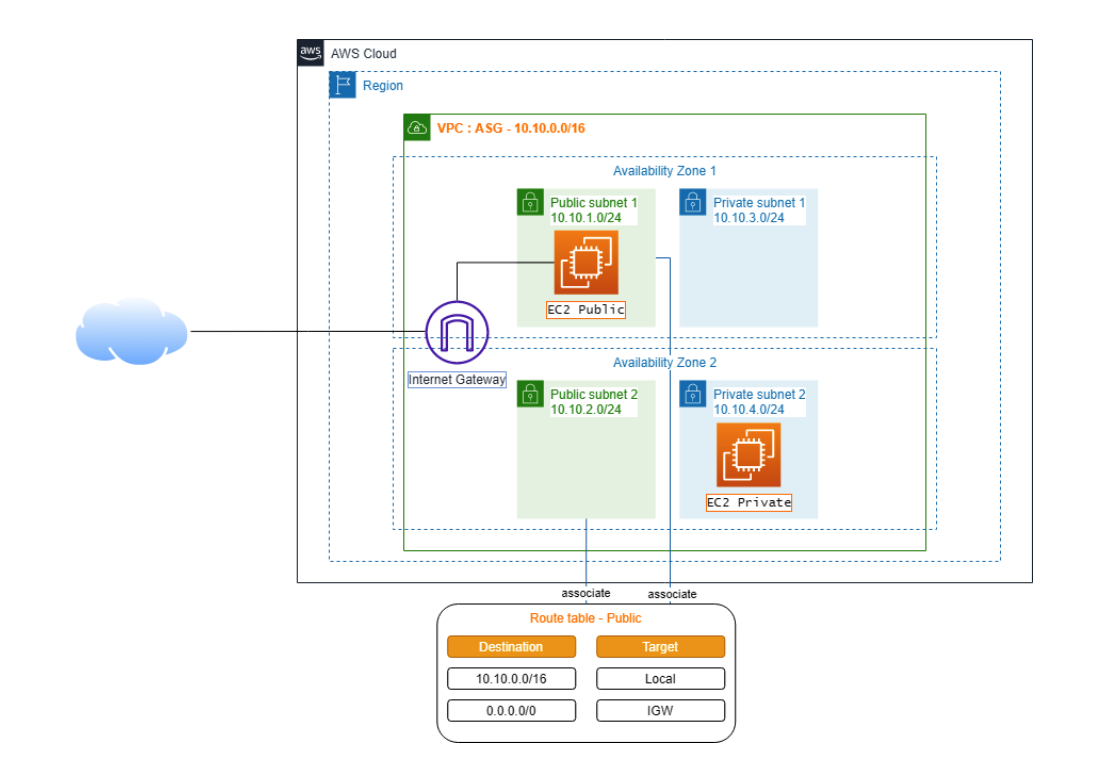 aws
AWS Cloud
Region
VPC : ASG - 10.10.0.0/16
Availability Zone 1
Public subnet 1
10.10.1.0/24
Private subnet 1
10.10.3.0/24
EC2 Public
Internet Gateway
Availability Zone 2
Public subnet 2
10.10.2.0/24
Private subnet 2
10.10.4.0/24
EC2 Private
associate
associate
Route table - Public
Destination
Target
10.10.0.0/16
Local
0.0.0.0/0
IGW